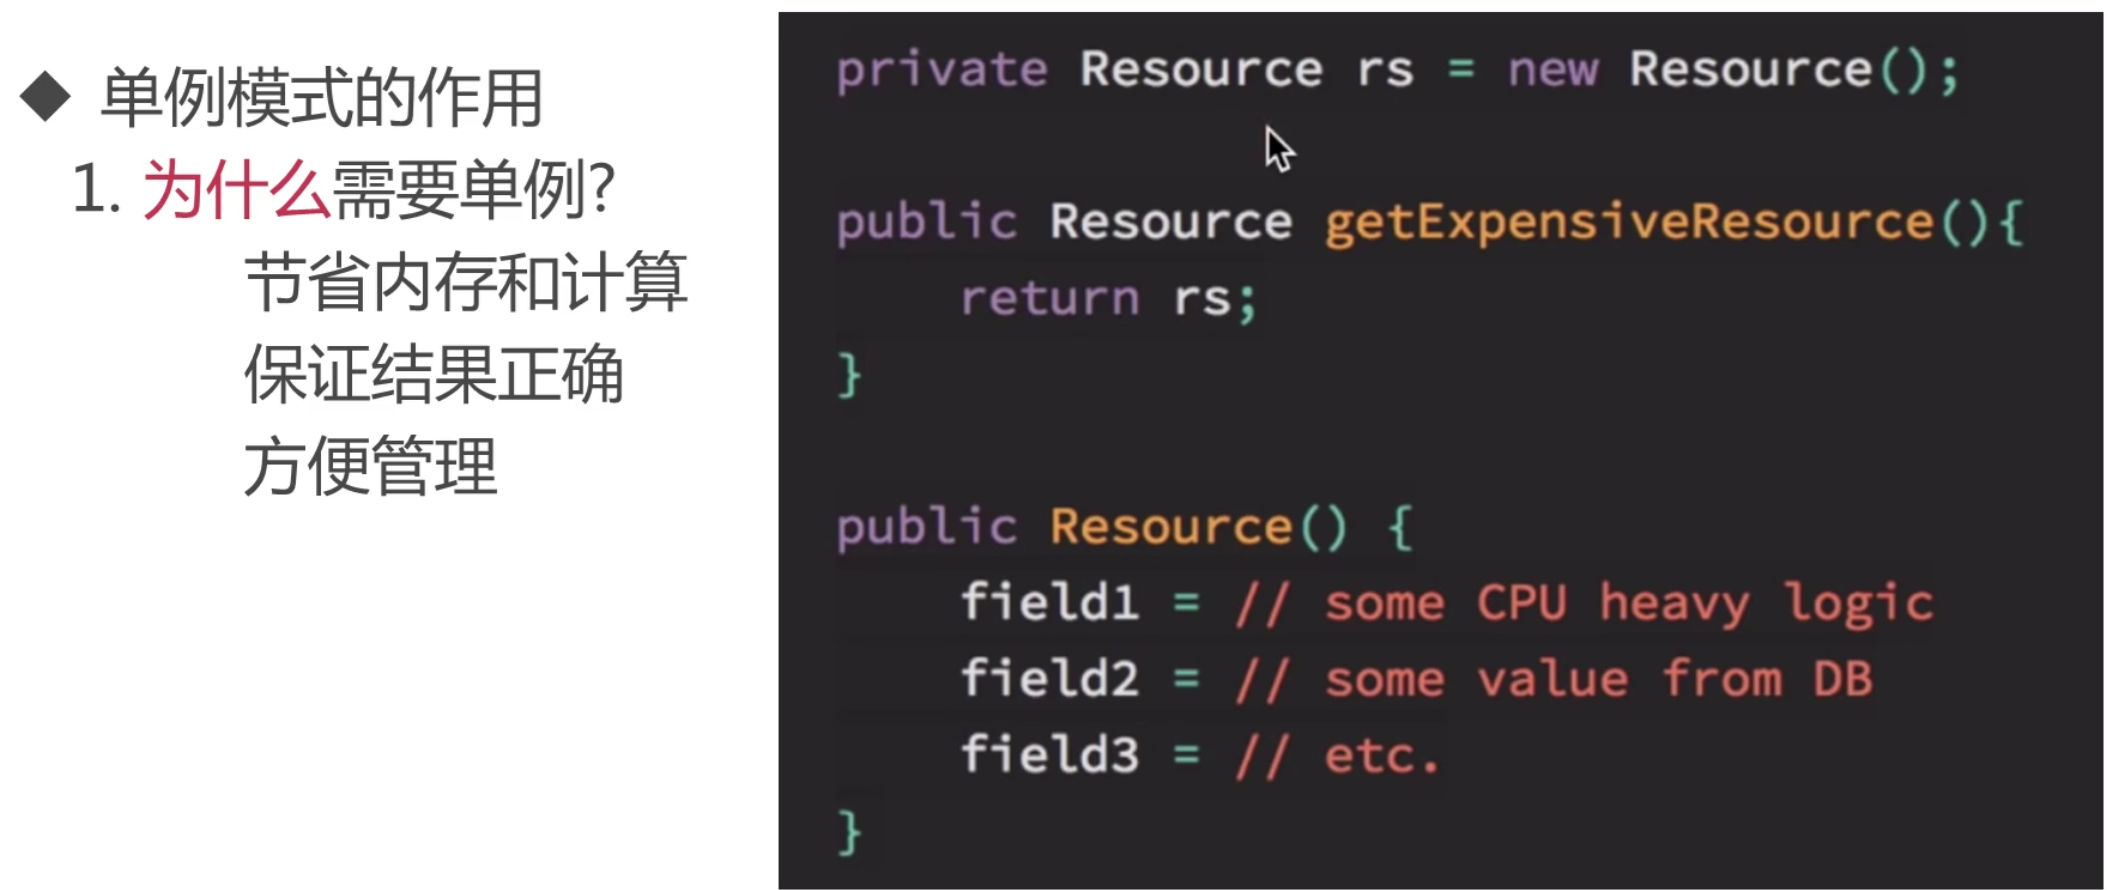 ◆ 单例模式的作用
1. 为什么需要单例?
节省内存和计算
保证结果正确
方便管理
private Resource rs = new Resource();
public Resource getExpensiveResource(){
return rs;
}
public Resource() {
field1 = // some CPU heavy logic
field2 = // some value from DB
field3 = // etc.
}